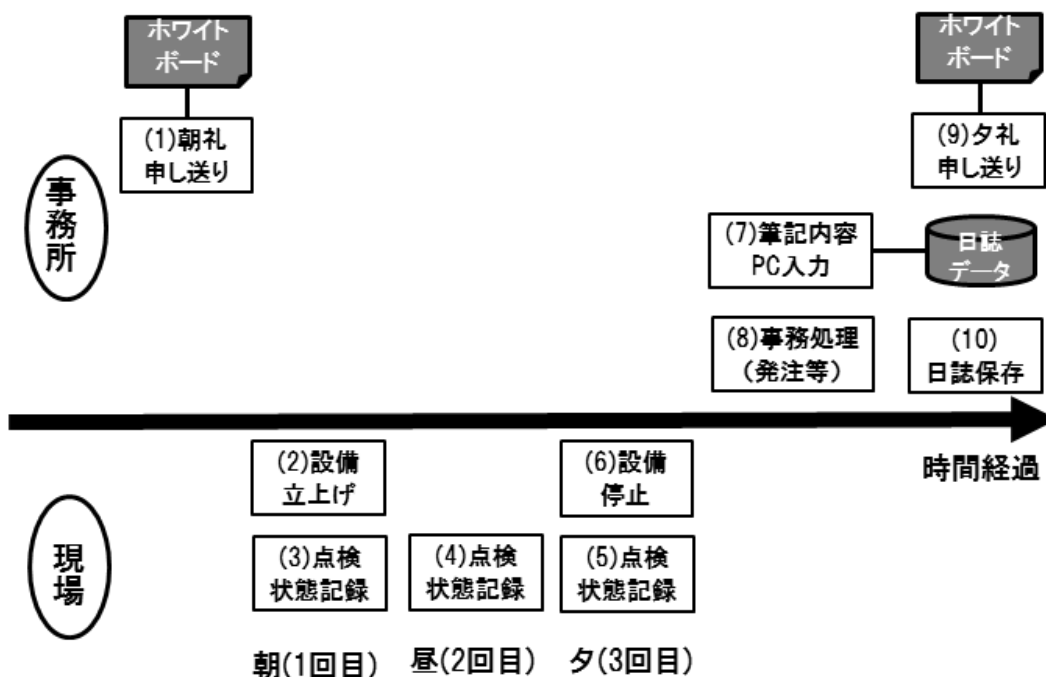 ホワイト
ボード
(1)朝礼
申し送り
ホワイト
ボード
(9)夕礼
申し送り
事務所
(7)筆記内容
PC入力
日誌
データ
(8)事務処理
（発注等）
(10)
日誌保存
時間経過
(2)設備
立上げ
(6)設備
停止
現場
(3)点検
状態記録
(4)点検
状態記録
(5)点検
状態記録
朝(1回目)
昼(2回目)
夕(3回目)